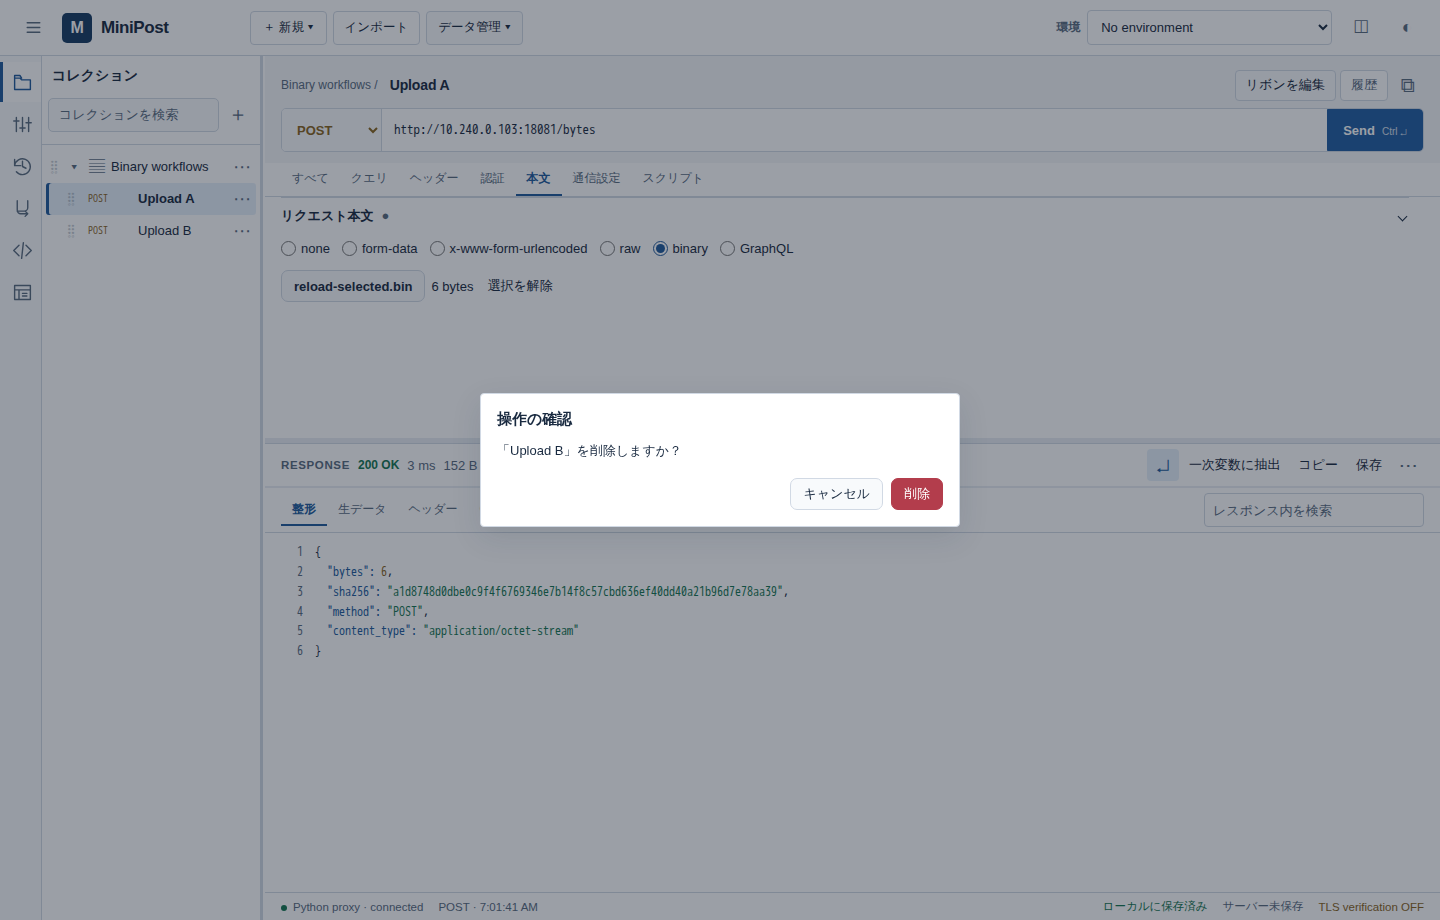 M MiniPost
＋ 新規 ▾ インポート データ管理 ▾
環境 No environment
コレクション
コレクションを検索 +
Binary workflows ···
POST Upload A ···
POST Upload B ···
Binary workflows / Upload A
リボンを編集 履歴
POST http://10.240.0.103:18081/bytes Send Ctrl ⏎
すべて クエリ ヘッダー 認証 本文 通信設定 スクリプト
リクエスト本文 ●
none form-data x-www-form-urlencoded raw binary GraphQL
reload-selected.bin 6 bytes 選択を解除
操作の確認
「Upload B」を削除しますか？
キャンセル 削除
RESPONSE 200 OK 3 ms 152 B
一次変数に抽出 コピー 保存 ···
整形 生データ ヘッダー
レスポンス内を検索
1 {
2 "bytes": 6,
3 "sha256": "a1d8748d0dbe0c9f4f6769346e7b14f8c57cbd636ef40dd40a21b96d7e78aa39",
4 "method": "POST",
5 "content_type": "application/octet-stream"
6 }
● Python proxy · connected POST · 7:01:41 AM
ローカルに保存済み サーバー未保存 TLS verification OFF